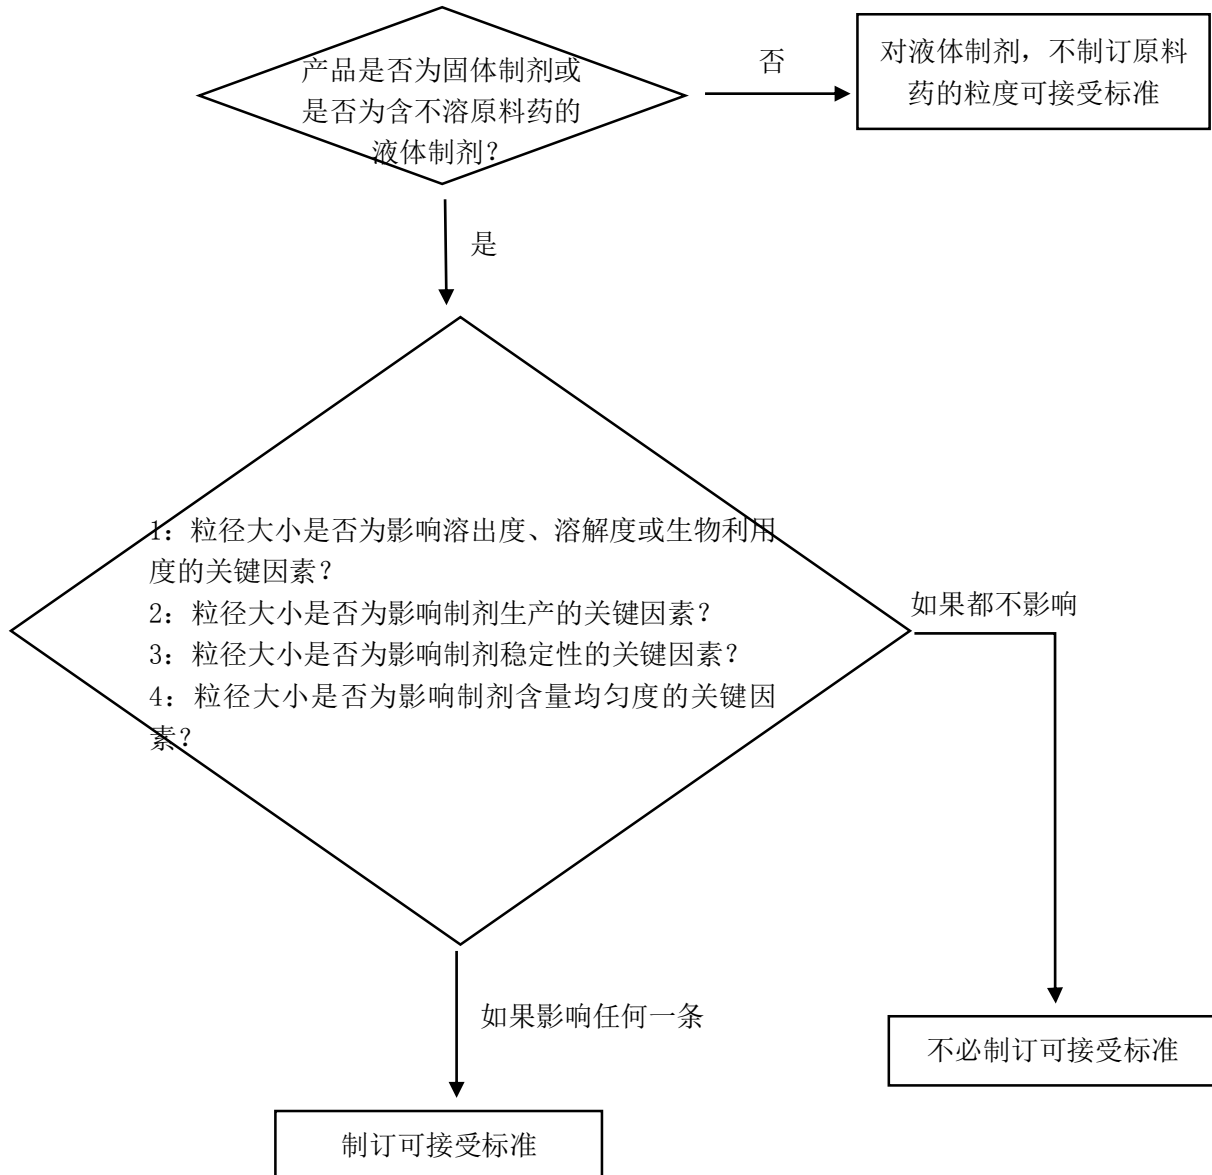 产品是否为固体制剂或
是否为含不溶原料药的
液体制剂？
否
对液体制剂，不制订原料
药的粒度可接受标准
是
1：粒径大小是否为影响溶出度、溶解度或生物利用
度的关键因素？
2：粒径大小是否为影响制剂生产的关键因素？
3：粒径大小是否为影响制剂稳定性的关键因素？
4：粒径大小是否为影响制剂含量均匀度的关键因
素？
如果都不影响
如果影响任何一条
不必制订可接受标准
制订可接受标准